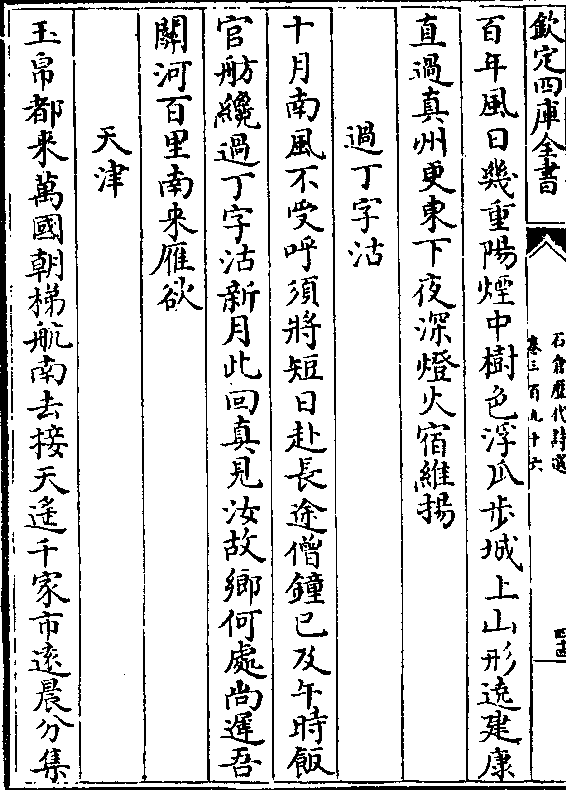 欽定四庫全書
石倉歷代詩選
卷三百九十六
百年風日幾重陽煙中樹色浮瓜步城上山形遶建康
直過真州更東下夜深燈火宿維揚
過丁字沽
十月南風不受呼須將短日赴長途僧鐘已及午時飯
官舫纔過丁字沽新月此回真見汝故鄉何處尚遲吾
關河百里南来雁欲
天津
玉帛都来萬國朝梯航南去接天遙千家市遶晨分集